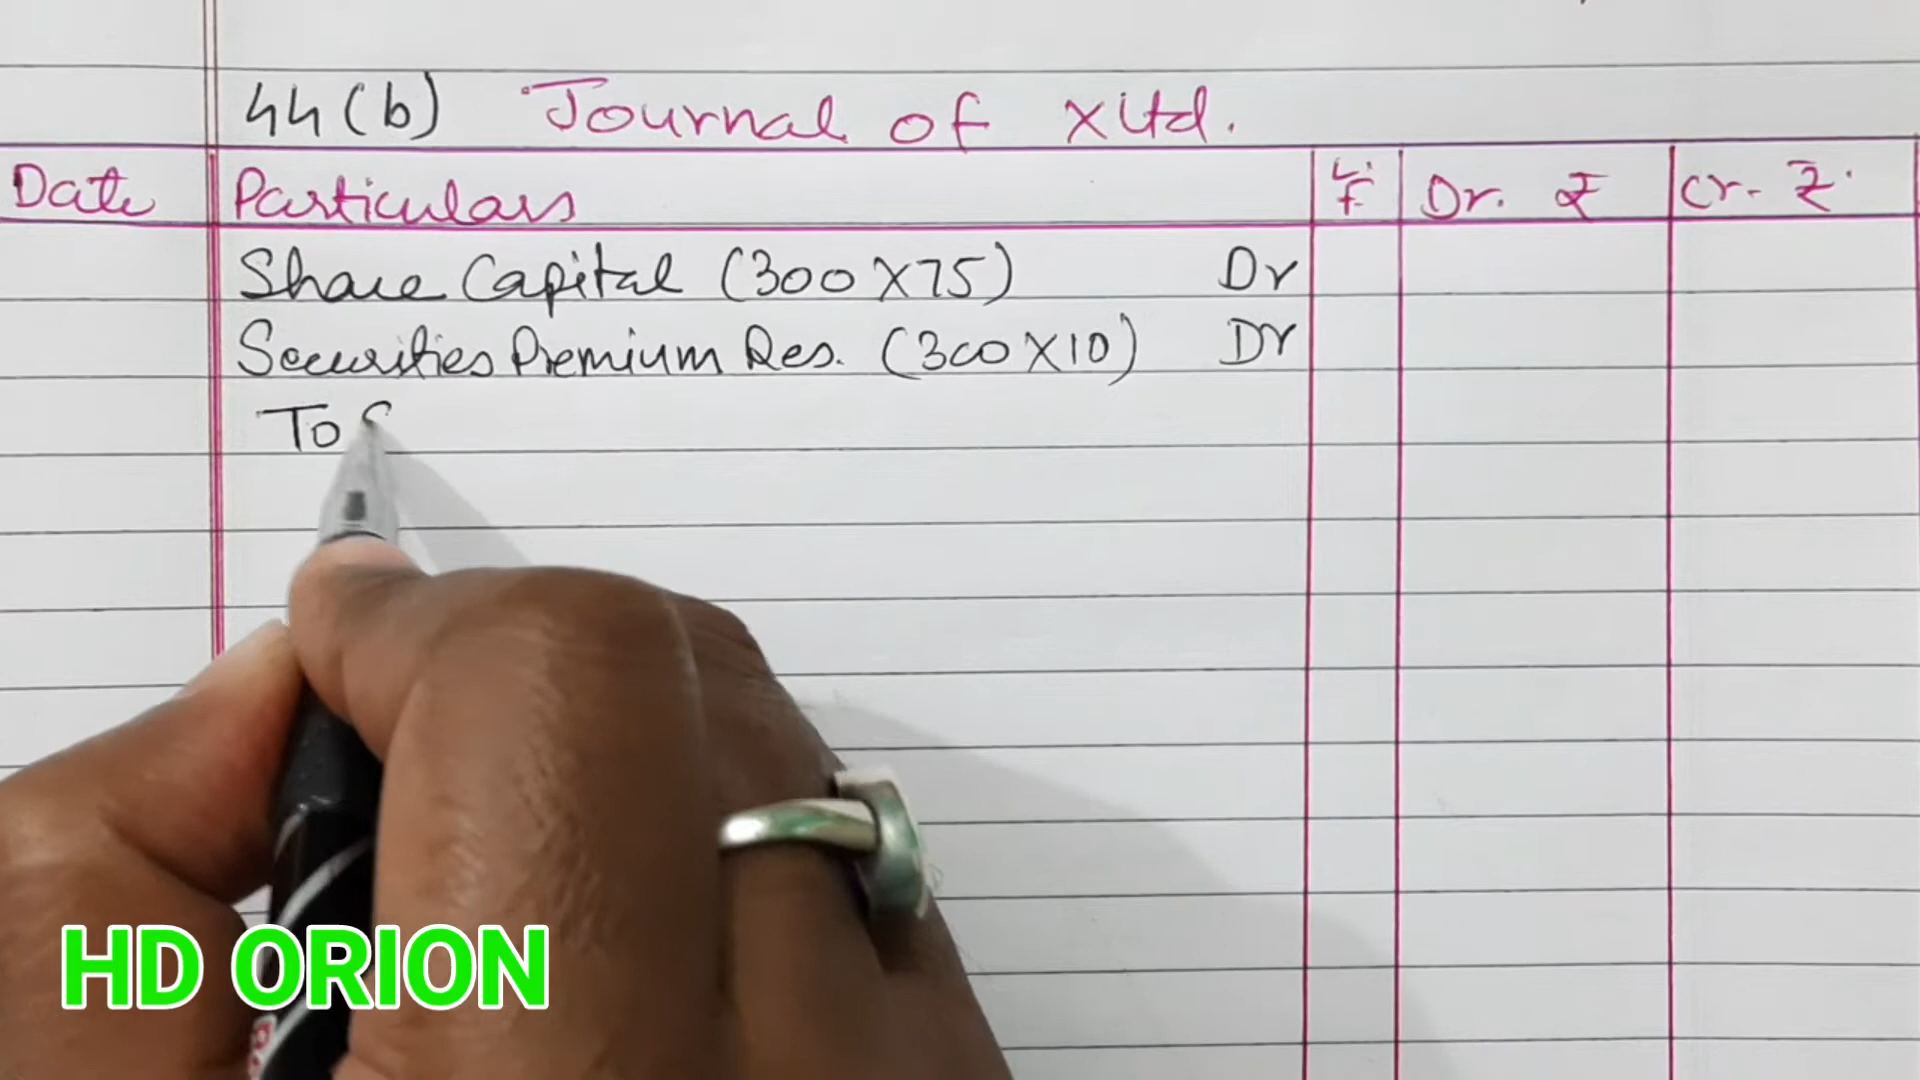 44(b) Journal of X Ltd.
Date Particulars L.F. Dr. ₹ Cr. ₹
Share Capital (300 X 75) Dr
Securities Premium Res. (300 X 10) Dr
To S
HD ORION